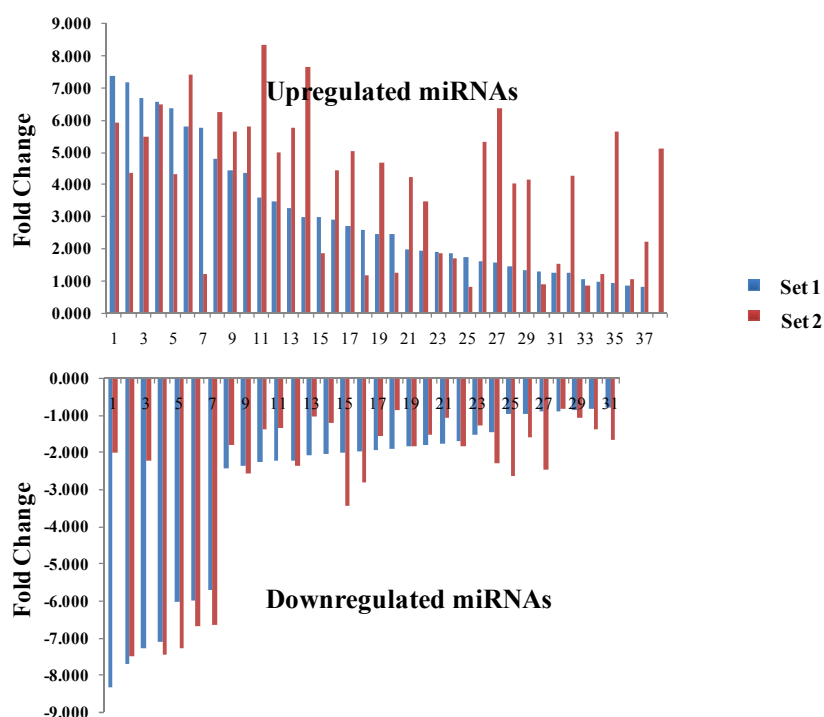 9.000
8.000
7.000
6.000
5.000
4.000
3.000
2.000
1.000
0.000
Fold Change
Upregulated miRNAs
1 3 5 7 9 11 13 15 17 19 21 23 25 27 29 31 33 35 37
Set 1
Set 2
0.000
-1.000
-2.000
-3.000
-4.000
-5.000
-6.000
-7.000
-8.000
-9.000
Fold Change
1 3 5 7 9 11 13 15 17 19 21 23 25 27 29 31
Downregulated miRNAs